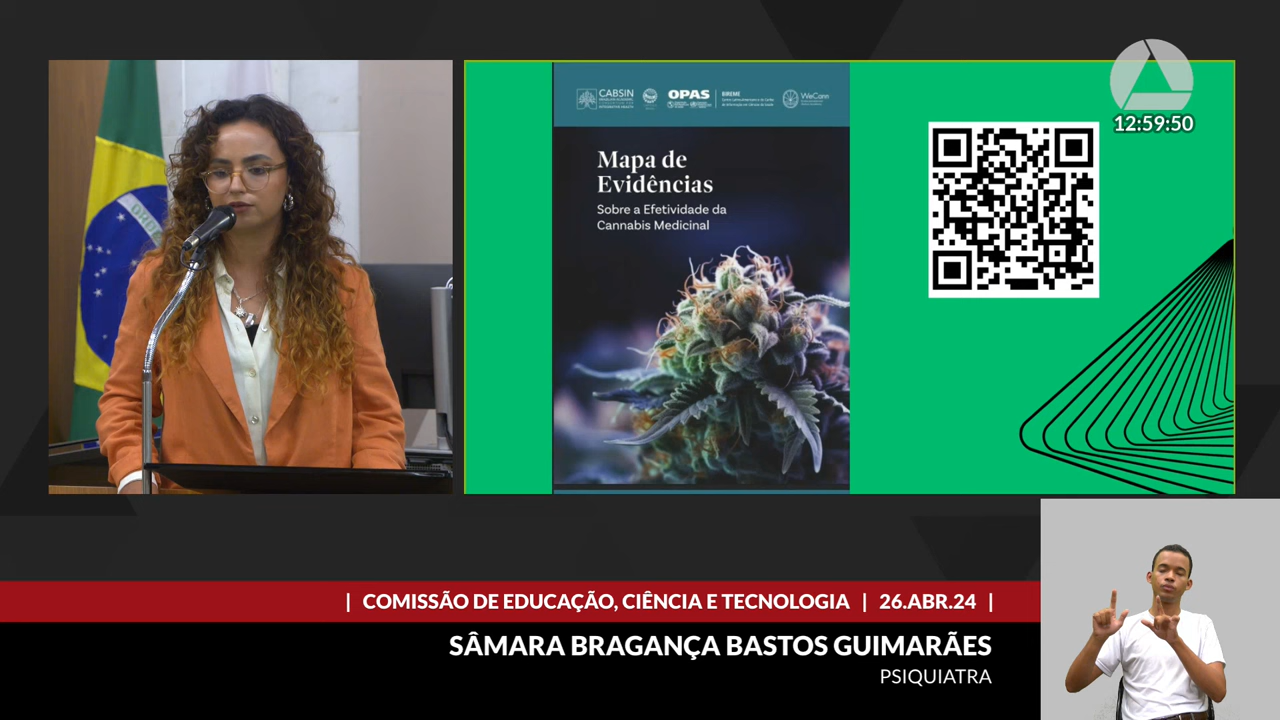 CABSIN
OPAS
BIREME
WeCann
12:59:50
Mapa de
Evidências
Sobre a Efetividade da
Cannabis Medicinal
| COMISSÃO DE EDUCAÇÃO, CIÊNCIA E TECNOLOGIA | 26.ABR.24 |
SÂMARA BRAGANÇA BASTOS GUIMARÃES
PSIQUIATRA